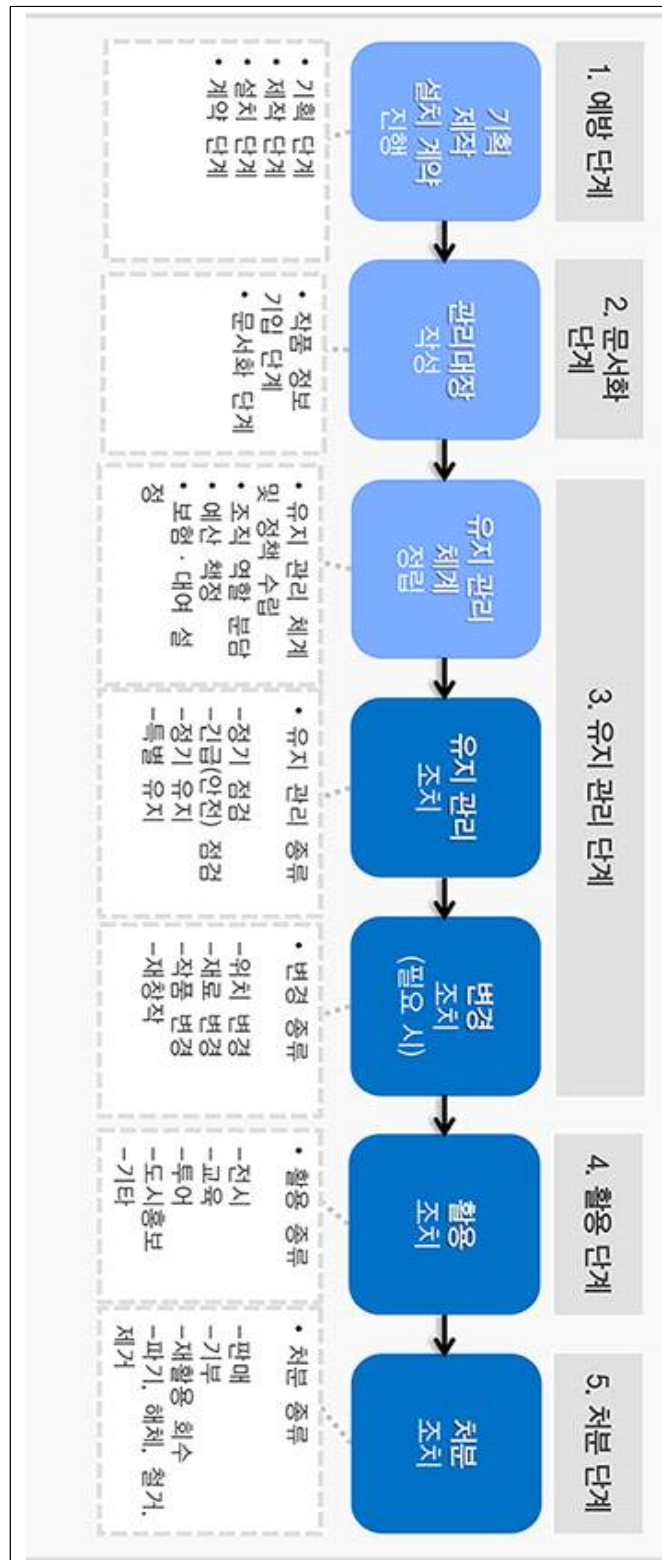 1. 예방 단계
2. 문서화
단계
3. 유지 관리 단계
4. 활용 단계
5. 처분 단계
기획
제작
설치 계약
진행
관리대장
작성
유지 관리
체계
정립
유지 관리
조치
변경
조치
(필요 시)
활용
조치
처분
조치
• 기획 단계
• 제작 단계
• 설치 단계
• 계약 단계
• 작품 정보
기입 단계
• 문서화 단계
• 유지 관리 체계
및 정책 수립
• 조직 역할 분담
• 예산 책정
• 보험·대여 설
정
• 유지 관리 종류
-정기 점검
-긴급(안전) 점검
-정기 유지
-특별 유지
• 변경 종류
-위치 변경
-재료 변경
-작품 변경
-재창작
• 활용 종류
-전시
-교육
-투어
-도시홍보
-기타
• 처분 종류
-판매
-기부
-재활용 회수
-파기, 해체, 철거,
제거